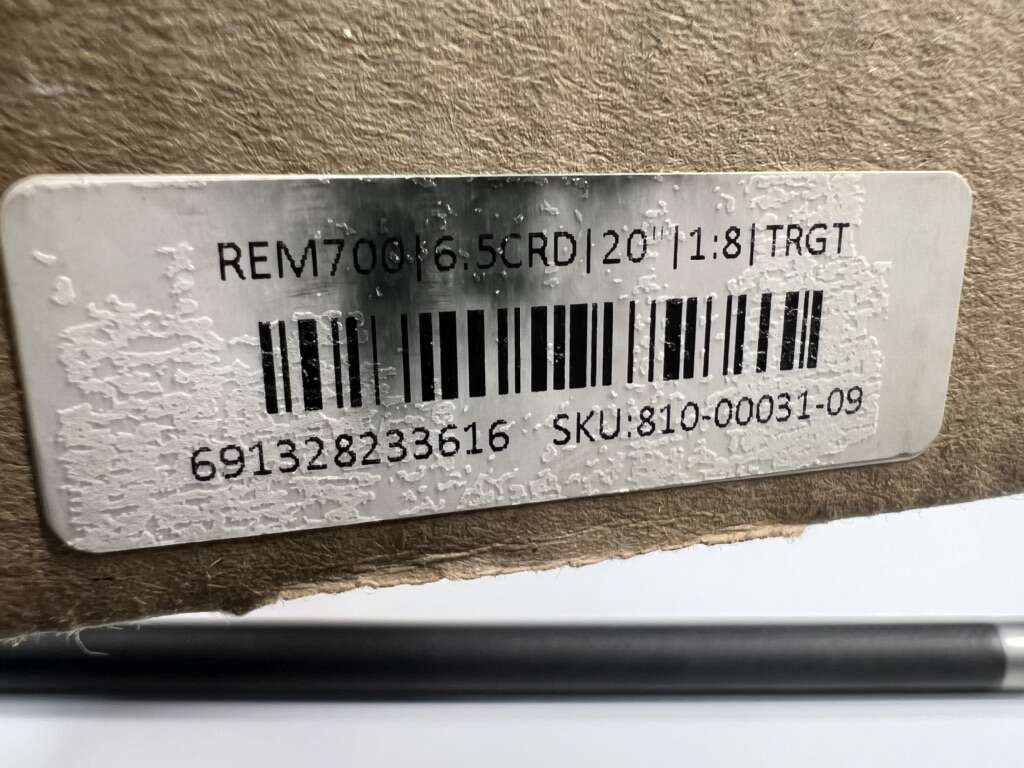 REM700|6.5CRD|20"|1:8|TRGT
691328233616 SKU:810-00031-09